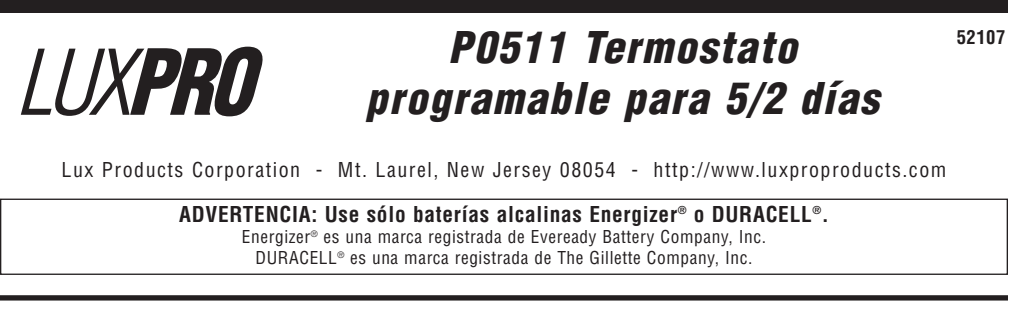 LUXPRO
P0511 Termostato
programable para 5/2 días
52107
Lux Products Corporation - Mt. Laurel, New Jersey 08054 - http://www.luxproproducts.com
ADVERTENCIA: Use sólo baterías alcalinas Energizer® o DURACELL®.
Energizer® es una marca registrada de Eveready Battery Company, Inc.
DURACELL® es una marca registrada de The Gillette Company, Inc.